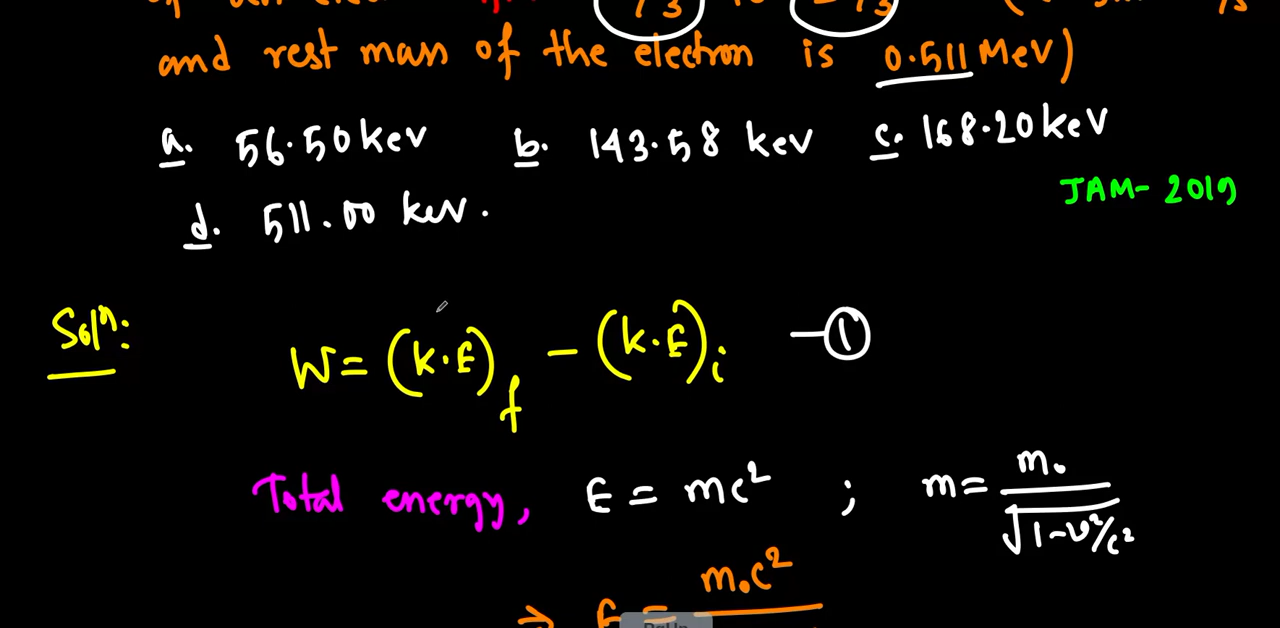 and rest mass of the electron is 0.511 MeV)
a. 56.50 kev b. 143.58 kev c. 168.20 keV
JAM- 2019
d. 511.00 kev.
Solⁿ:
W = (K.E)f - (K.E)i —①
Total energy, E = mc² ; m = m₀/√1-v²/c²
⇒ E = m₀c²